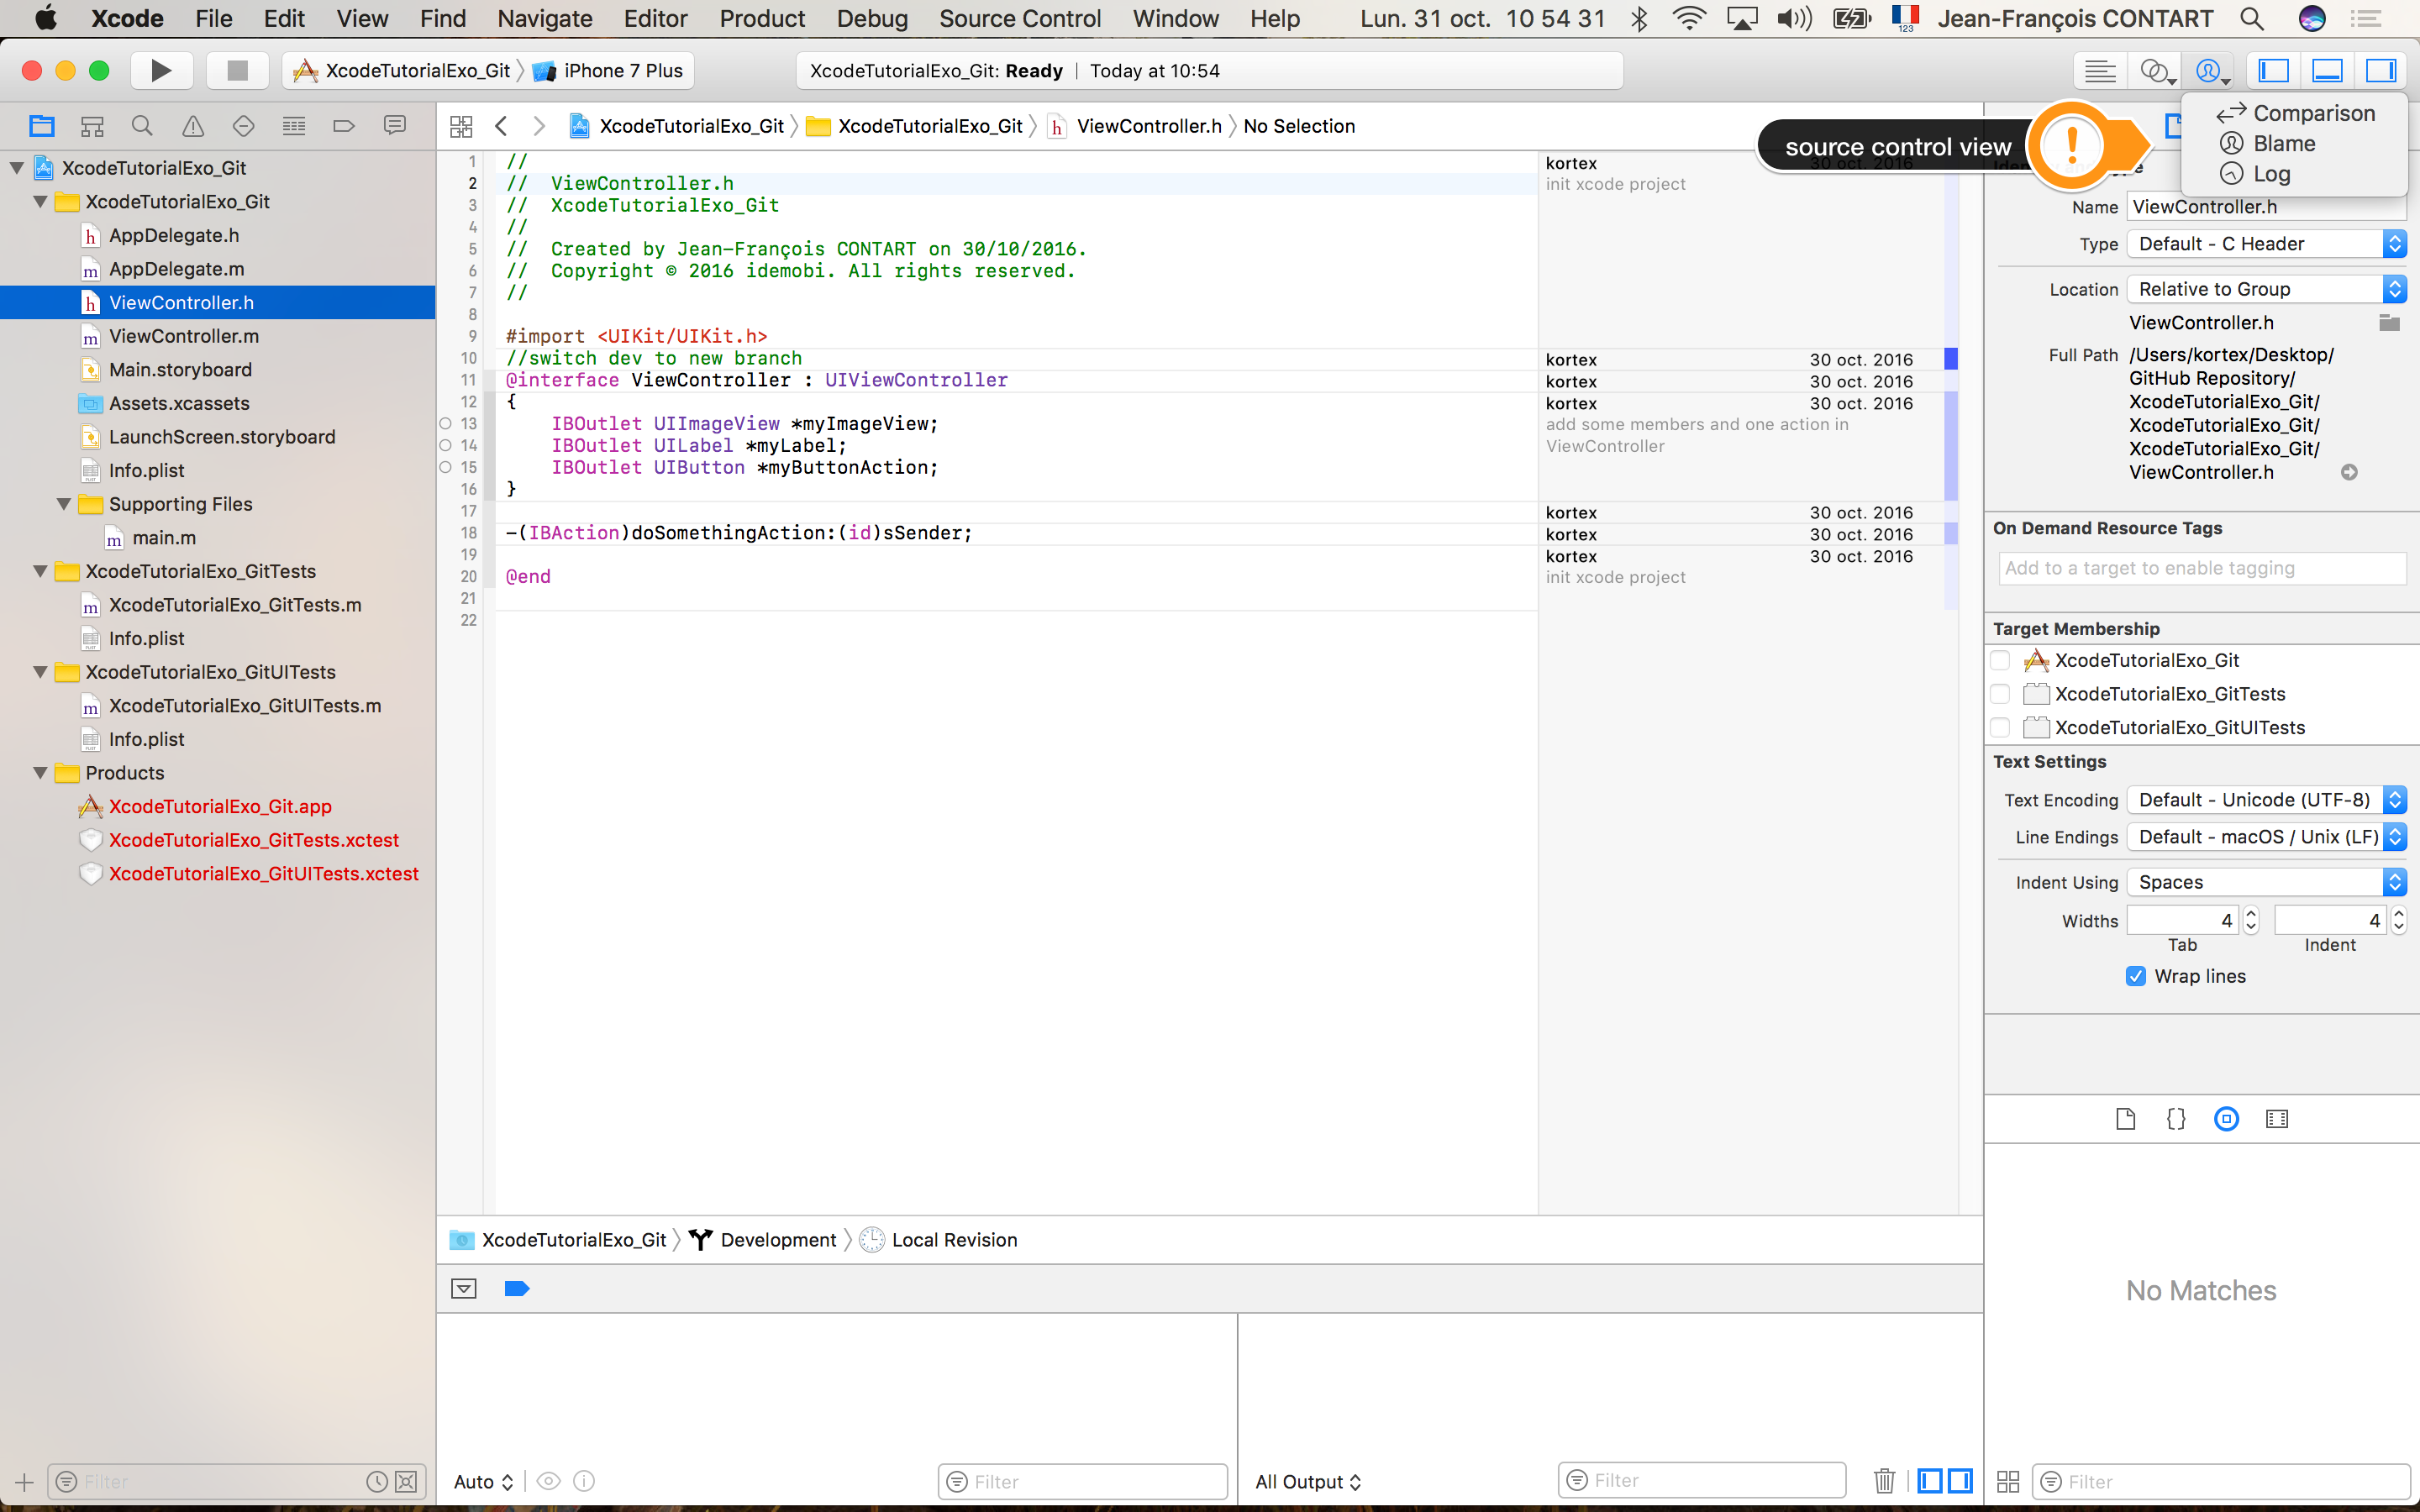 Xcode File Edit View Find Navigate Editor Product Debug Source Control Window Help Lun. 31 oct. 10 54 31 123 Jean-François CONTART
XcodeTutorialExo_Git iPhone 7 Plus
XcodeTutorialExo_Git: Ready | Today at 10:54
Comparison
Blame
Log
source control view
XcodeTutorialExo_Git XcodeTutorialExo_Git h ViewController.h No Selection
XcodeTutorialExo_Git
XcodeTutorialExo_Git
h AppDelegate.h
m AppDelegate.m
h ViewController.h
m ViewController.m
Main.storyboard
Assets.xcassets
LaunchScreen.storyboard
Info.plist
Supporting Files
m main.m
XcodeTutorialExo_GitTests
m XcodeTutorialExo_GitTests.m
Info.plist
XcodeTutorialExo_GitUITests
m XcodeTutorialExo_GitUITests.m
Info.plist
Products
XcodeTutorialExo_Git.app
XcodeTutorialExo_GitTests.xctest
XcodeTutorialExo_GitUITests.xctest
Filter
1 //
2 // ViewController.h
3 // XcodeTutorialExo_Git
4 //
5 // Created by Jean-François CONTART on 30/10/2016.
6 // Copyright © 2016 idemobi. All rights reserved.
7 //
8
9 #import <UIKit/UIKit.h>
10 //switch dev to new branch
11 @interface ViewController : UIViewController
12 {
13 IBOutlet UIImageView *myImageView;
14 IBOutlet UILabel *myLabel;
15 IBOutlet UIButton *myButtonAction;
16 }
17
18 -(IBAction)doSomethingAction:(id)sSender;
19
20 @end
21
22
kortex 30 oct. 2016
init xcode project
kortex 30 oct. 2016
kortex 30 oct. 2016
kortex 30 oct. 2016
add some members and one action in
ViewController
kortex 30 oct. 2016
kortex 30 oct. 2016
kortex 30 oct. 2016
init xcode project
XcodeTutorialExo_Git Development Local Revision
Auto
Filter
All Output
Filter
Name ViewController.h
Type Default - C Header
Location Relative to Group
ViewController.h
Full Path /Users/kortex/Desktop/
GitHub Repository/
XcodeTutorialExo_Git/
XcodeTutorialExo_Git/
XcodeTutorialExo_Git/
ViewController.h
On Demand Resource Tags
Add to a target to enable tagging
Target Membership
XcodeTutorialExo_Git
XcodeTutorialExo_GitTests
XcodeTutorialExo_GitUITests
Text Settings
Text Encoding Default - Unicode (UTF-8)
Line Endings Default - macOS / Unix (LF)
Indent Using Spaces
Widths 4 4
Tab Indent
Wrap lines
{}
No Matches
Filter